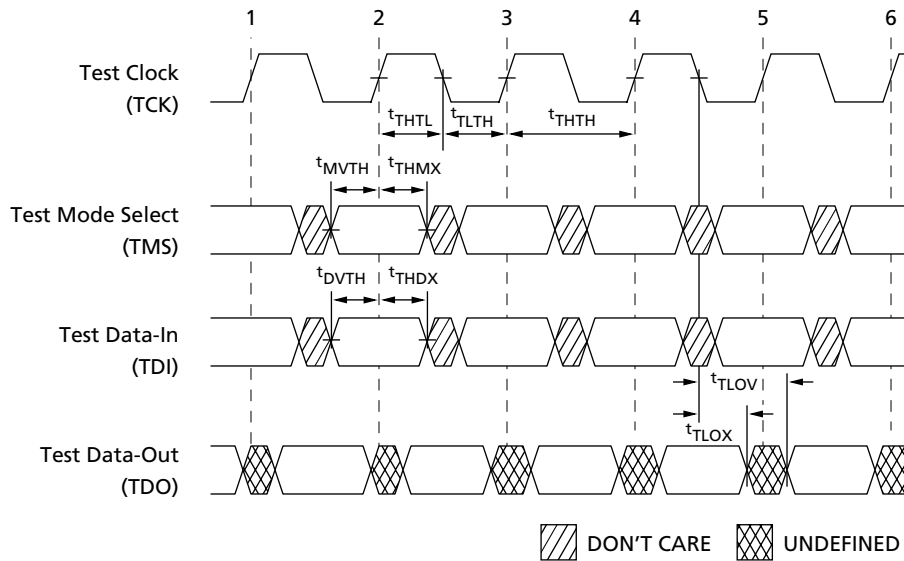 1 2 3 4 5 6
Test Clock
(TCK)
tTHTL tTLTH tTHTH
tMVTH tTHMX
Test Mode Select
(TMS)
tDVTH tTHDX
Test Data-In
(TDI)
tTLOV
tTLOX
Test Data-Out
(TDO)
DON'T CARE UNDEFINED